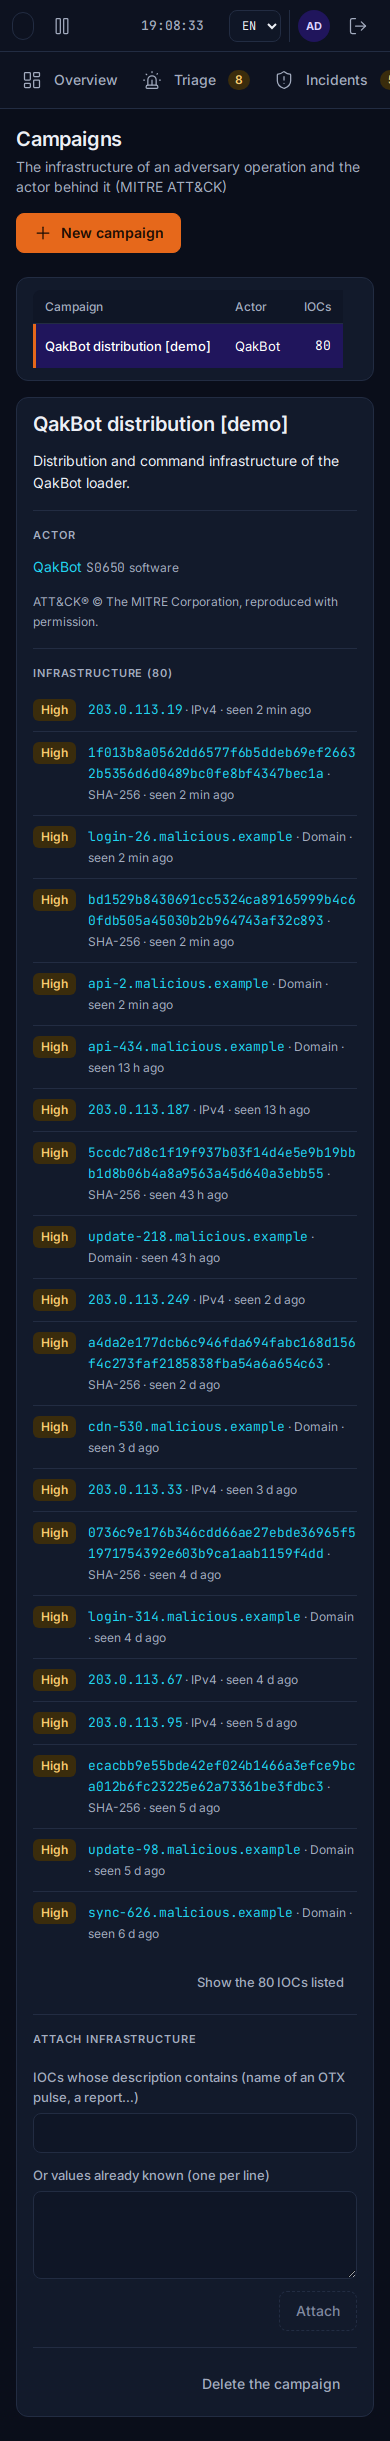 19:08:33
EN
AD
Overview
Triage
8
Incidents
Campaigns
The infrastructure of an adversary operation and the
actor behind it (MITRE ATT&CK)
New campaign
Campaign Actor IOCs
QakBot distribution [demo] QakBot 80
QakBot distribution [demo]
Distribution and command infrastructure of the
QakBot loader.
ACTOR
QakBot S0650 software
ATT&CK® © The MITRE Corporation, reproduced with
permission.
INFRASTRUCTURE (80)
High 203.0.113.19 · IPv4 · seen 2 min ago
High 1f013b8a0562dd6577f6b5ddeb69ef2663
2b5356d6d0489bc0fe8bf4347bec1a ·
SHA-256 · seen 2 min ago
High login-26.malicious.example · Domain ·
seen 2 min ago
High bd1529b8430691cc5324ca89165999b4c6
0fdb505a45030b2b964743af32c893 ·
SHA-256 · seen 2 min ago
High api-2.malicious.example · Domain ·
seen 2 min ago
High api-434.malicious.example · Domain ·
seen 13 h ago
High 203.0.113.187 · IPv4 · seen 13 h ago
High 5ccdc7d8c1f19f937b03f14d4e5e9b19bb
b1d8b06b4a8a9563a45d640a3ebb55 ·
SHA-256 · seen 43 h ago
High update-218.malicious.example ·
Domain · seen 43 h ago
High 203.0.113.249 · IPv4 · seen 2 d ago
High a4da2e177dcb6c946fda694fabc168d156
f4c273faf2185838fba54a6a654c63 ·
SHA-256 · seen 2 d ago
High cdn-530.malicious.example · Domain ·
seen 3 d ago
High 203.0.113.33 · IPv4 · seen 3 d ago
High 0736c9e176b346cdd66ae27ebde36965f5
1971754392e603b9ca1aab1159f4dd ·
SHA-256 · seen 4 d ago
High login-314.malicious.example · Domain
· seen 4 d ago
High 203.0.113.67 · IPv4 · seen 4 d ago
High 203.0.113.95 · IPv4 · seen 5 d ago
High ecacbb9e55bde42ef024b1466a3efce9bc
a012b6fc23225e62a73361be3fdbc3 ·
SHA-256 · seen 5 d ago
High update-98.malicious.example · Domain
· seen 5 d ago
High sync-626.malicious.example · Domain ·
seen 6 d ago
Show the 80 IOCs listed
ATTACH INFRASTRUCTURE
IOCs whose description contains (name of an OTX
pulse, a report…)
Or values already known (one per line)
Attach
Delete the campaign